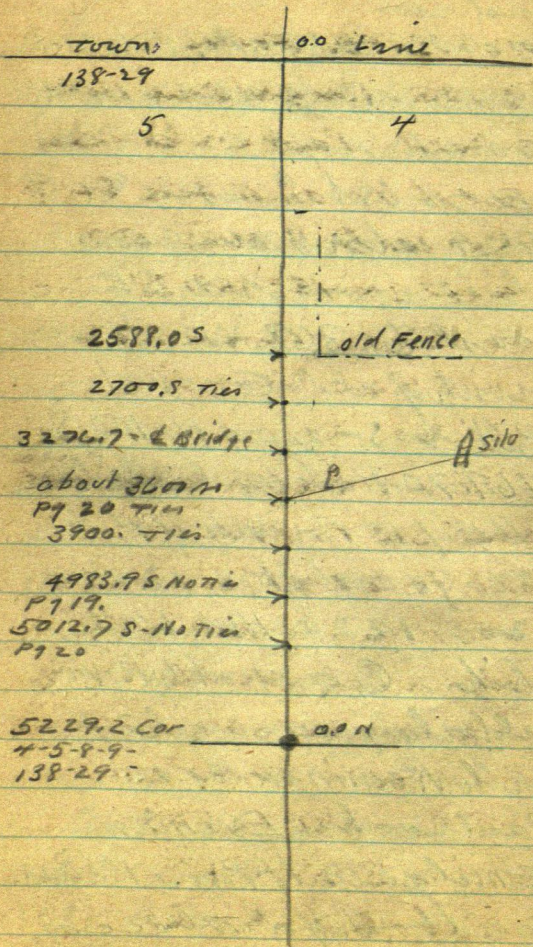 Town: 0.0 Line
138-29
5 4
2588.0 S old Fence
2700.S Ties
3276.7 - ℄ Bridge Silo
about 3600
Pg 20 Ties
3900. Ties
4983.9 S No Ties
Pg 19.
5012.7 S - No Ties
Pg 20
5229.2 Cor 0.0 N
4-5-8-9-
138-29-